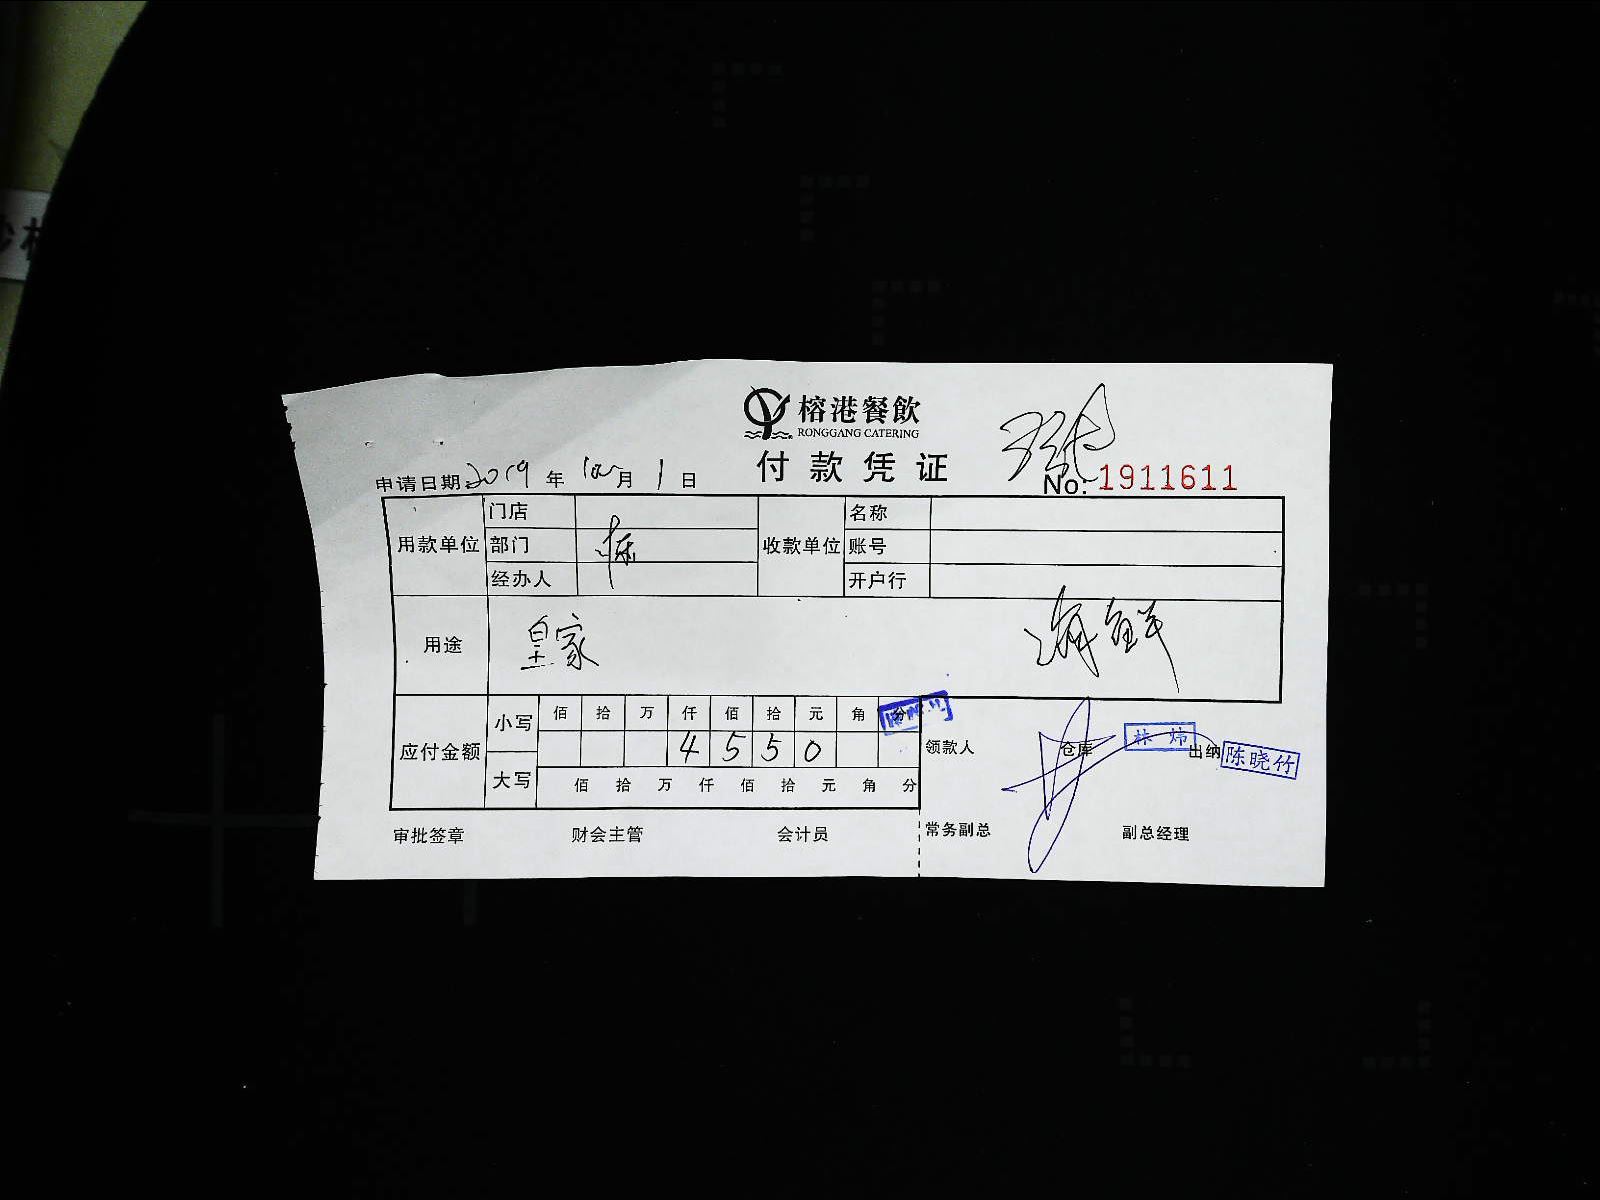 榕港餐飲
RONGGANG CATERING
付款凭证
No: 1911611
申请日期 2019 年 10 月 1 日
用款单位 门店 收款单位 名称
部门 账号
经办人 开户行
用途 皇家 海鲜
应付金额 小写 佰 拾 万 仟 佰 拾 元 角 分
4 5 5 0
大写 佰 拾 万 仟 佰 拾 元 角 分
领款人 仓库 林炜 出纳 陈晓竹
审批签章 财会主管 会计员 常务副总 副总经理